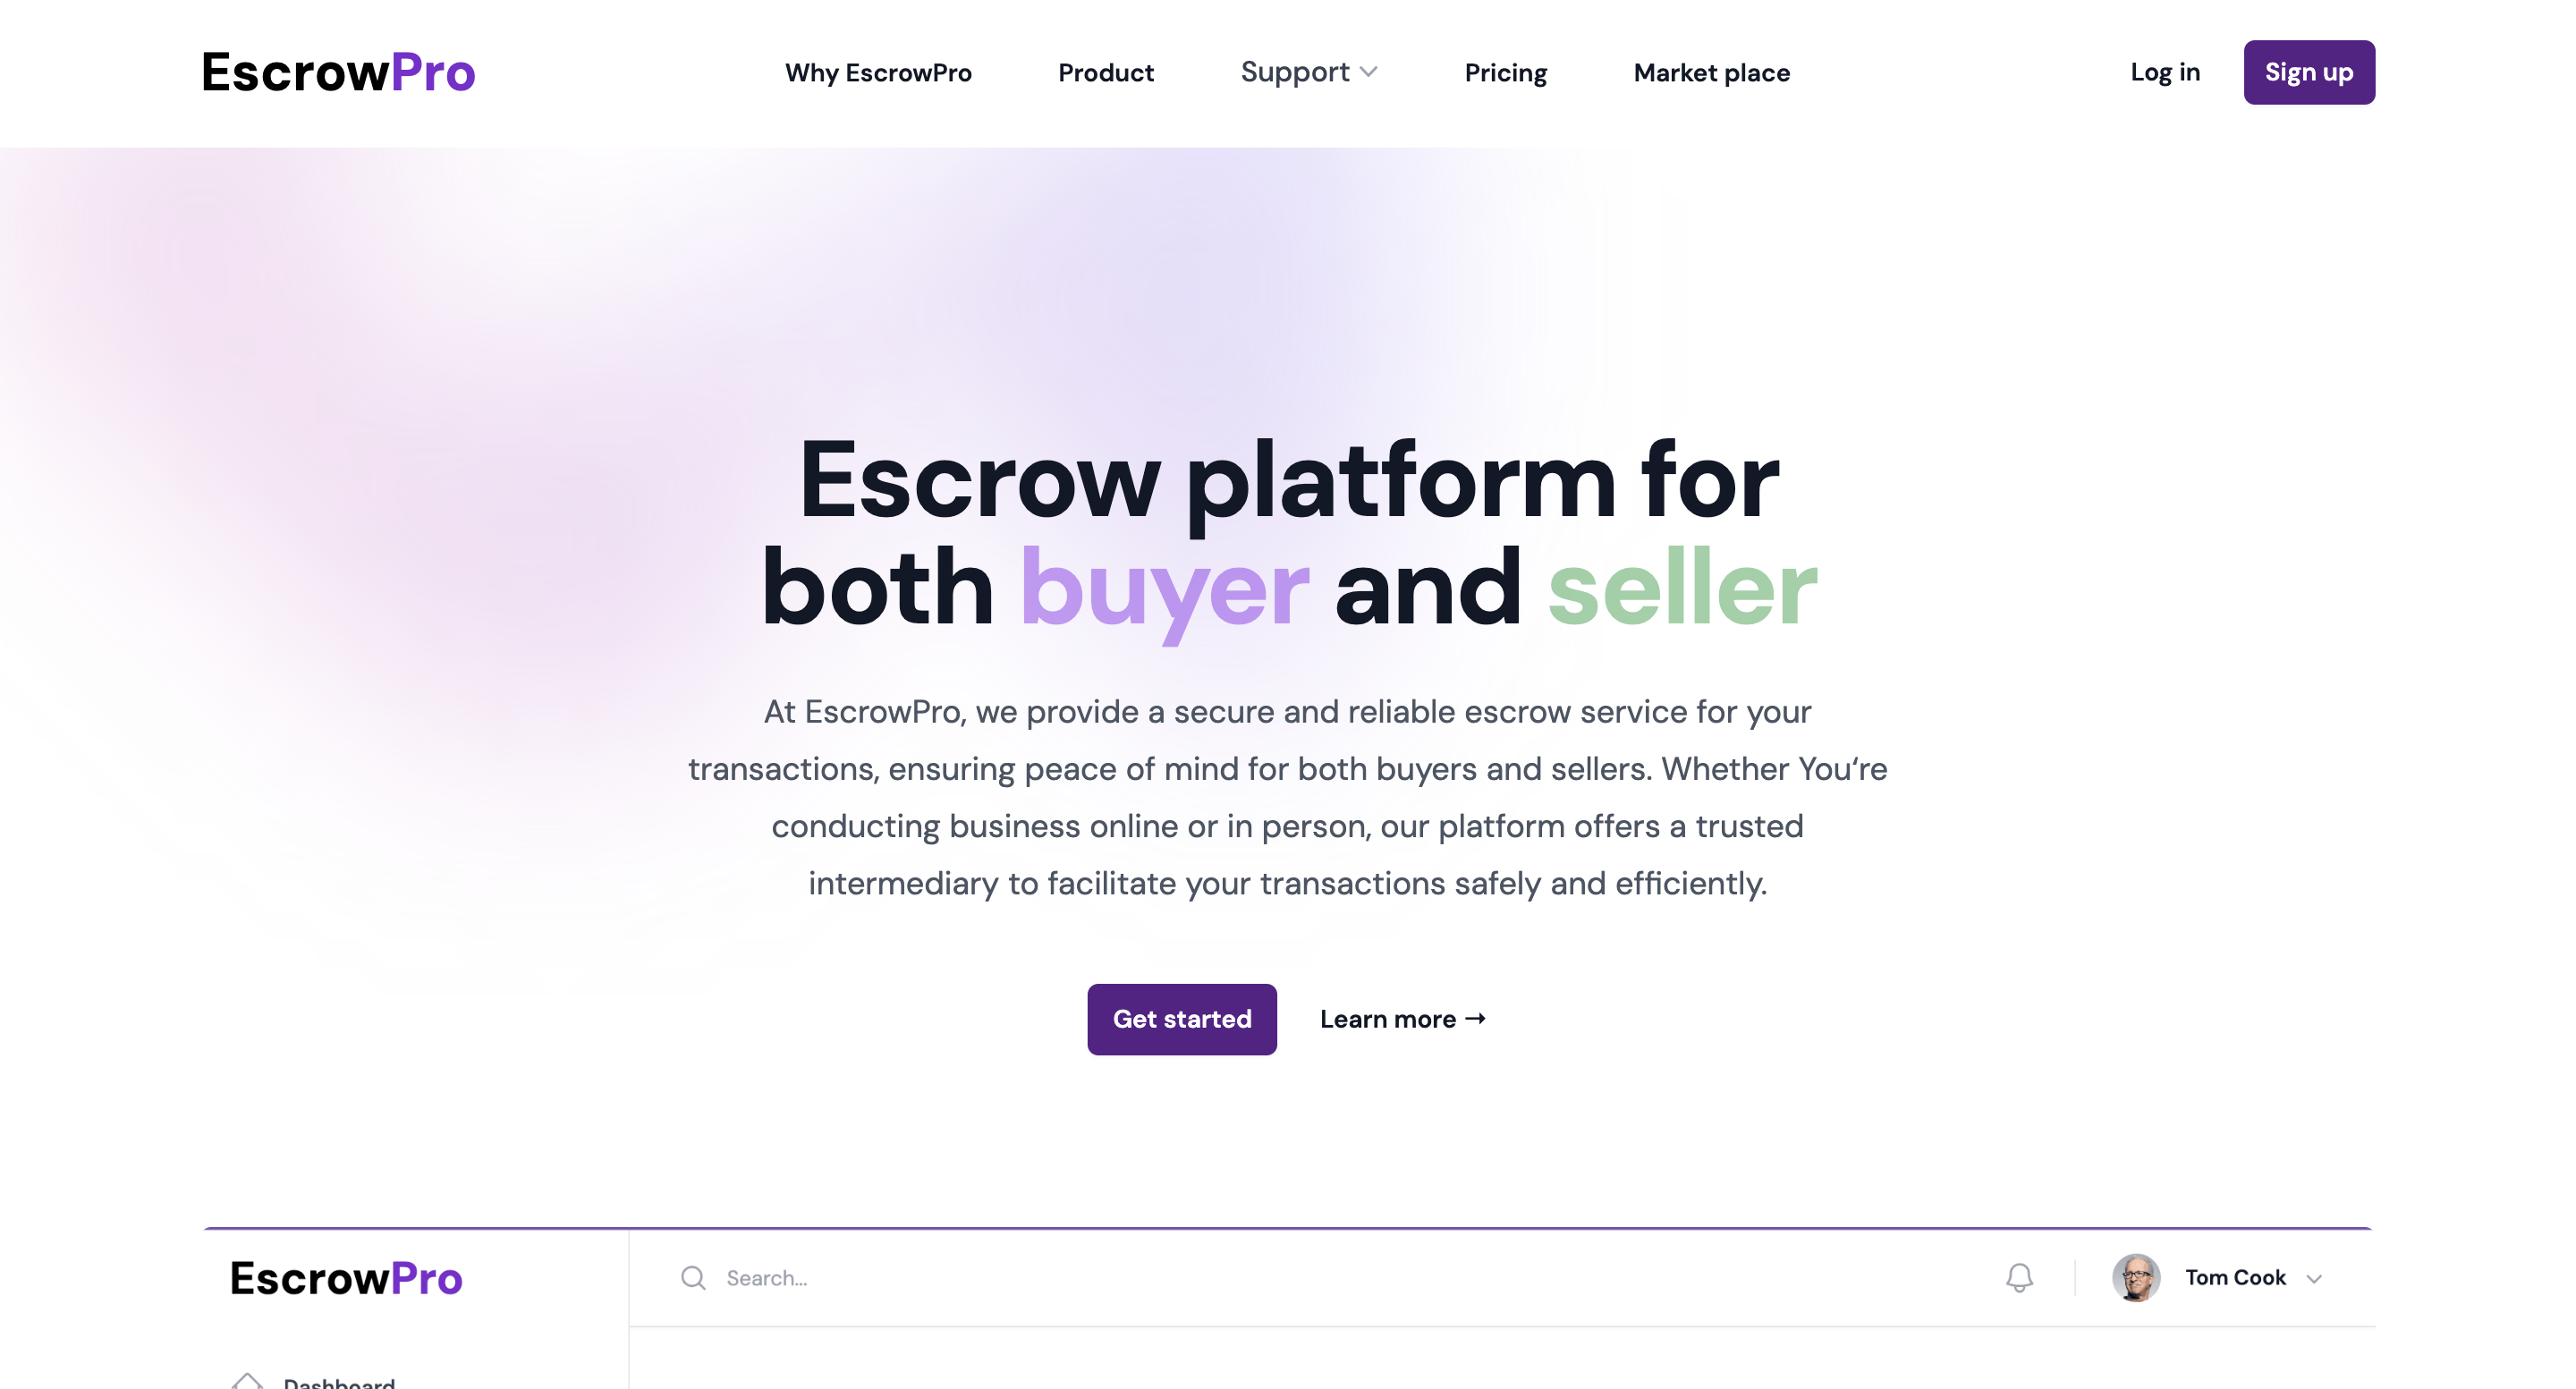 EscrowPro
Why EscrowPro
Product
Support
Pricing
Market place
Log in
Sign up
Escrow platform for
both buyer and seller
At EscrowPro, we provide a secure and reliable escrow service for your
transactions, ensuring peace of mind for both buyers and sellers. Whether You‘re
conducting business online or in person, our platform offers a trusted
intermediary to facilitate your transactions safely and efficiently.
Get started
Learn more →
EscrowPro
Search...
Tom Cook
Dashboard